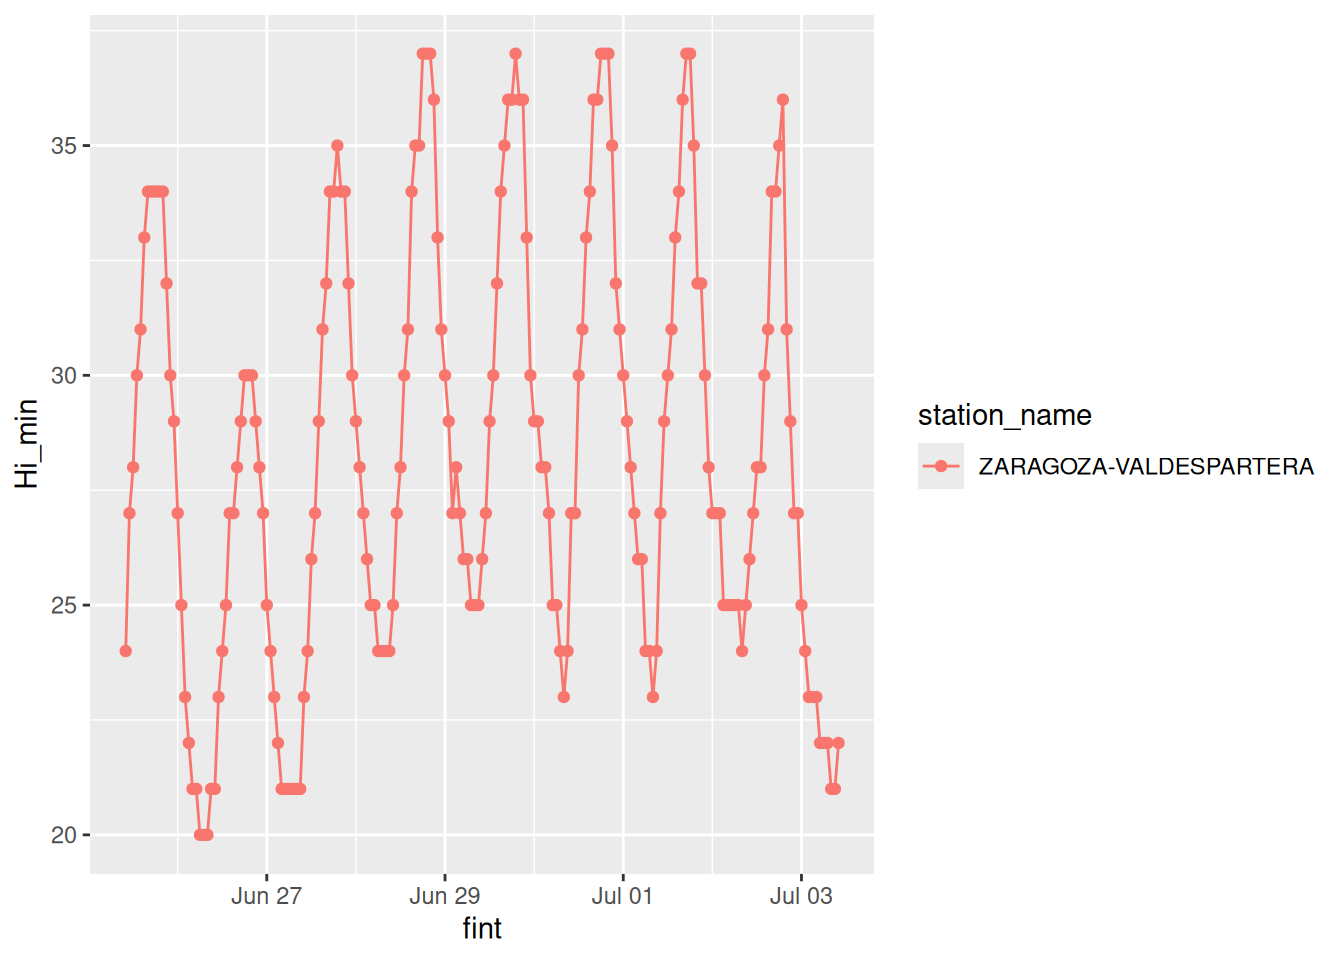 35
30
25
20
Hi_min
Jun 27
Jun 29
Jul 01
Jul 03
fint
station_name
ZARAGOZA-VALDESPARTERA